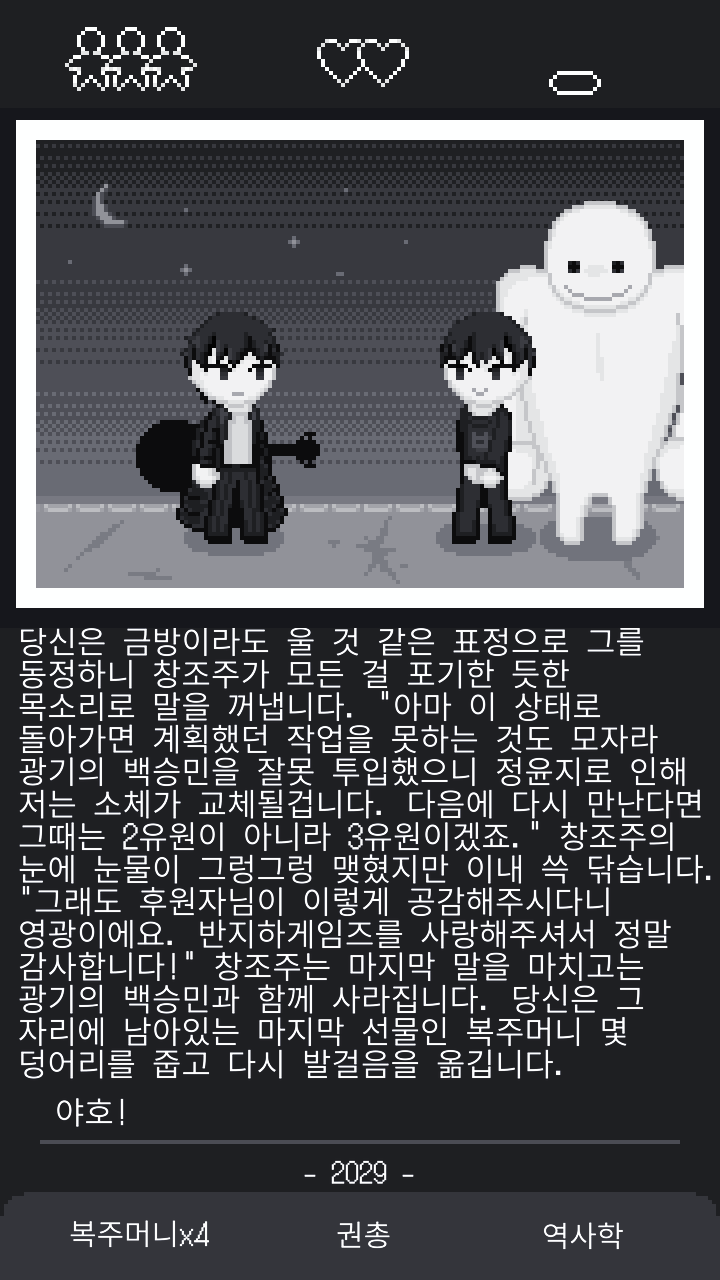 당신은 금방이라도 울 것 같은 표정으로 그를
동정하니 창조주가 모든 걸 포기한 듯한
목소리로 말을 꺼냅니다. "아마 이 상태로
돌아가면 계획했던 작업을 못하는 것도 모자라
광기의 백승민을 잘못 투입했으니 정윤지로 인해
저는 소체가 교체될겁니다. 다음에 다시 만난다면
그때는 2유원이 아니라 3유원이겠죠." 창조주의
눈에 눈물이 그렁그렁 맺혔지만 이내 쓱 닦습니다.
"그래도 후원자님이 이렇게 공감해주시다니
영광이에요. 반지하게임즈를 사랑해주셔서 정말
감사합니다!" 창조주는 마지막 말을 마치고는
광기의 백승민과 함께 사라집니다. 당신은 그
자리에 남아있는 마지막 선물인 복주머니 몇
덩어리를 줍고 다시 발걸음을 옮깁니다.
야호!
- 2029 -
복주머니x4 권총 역사학